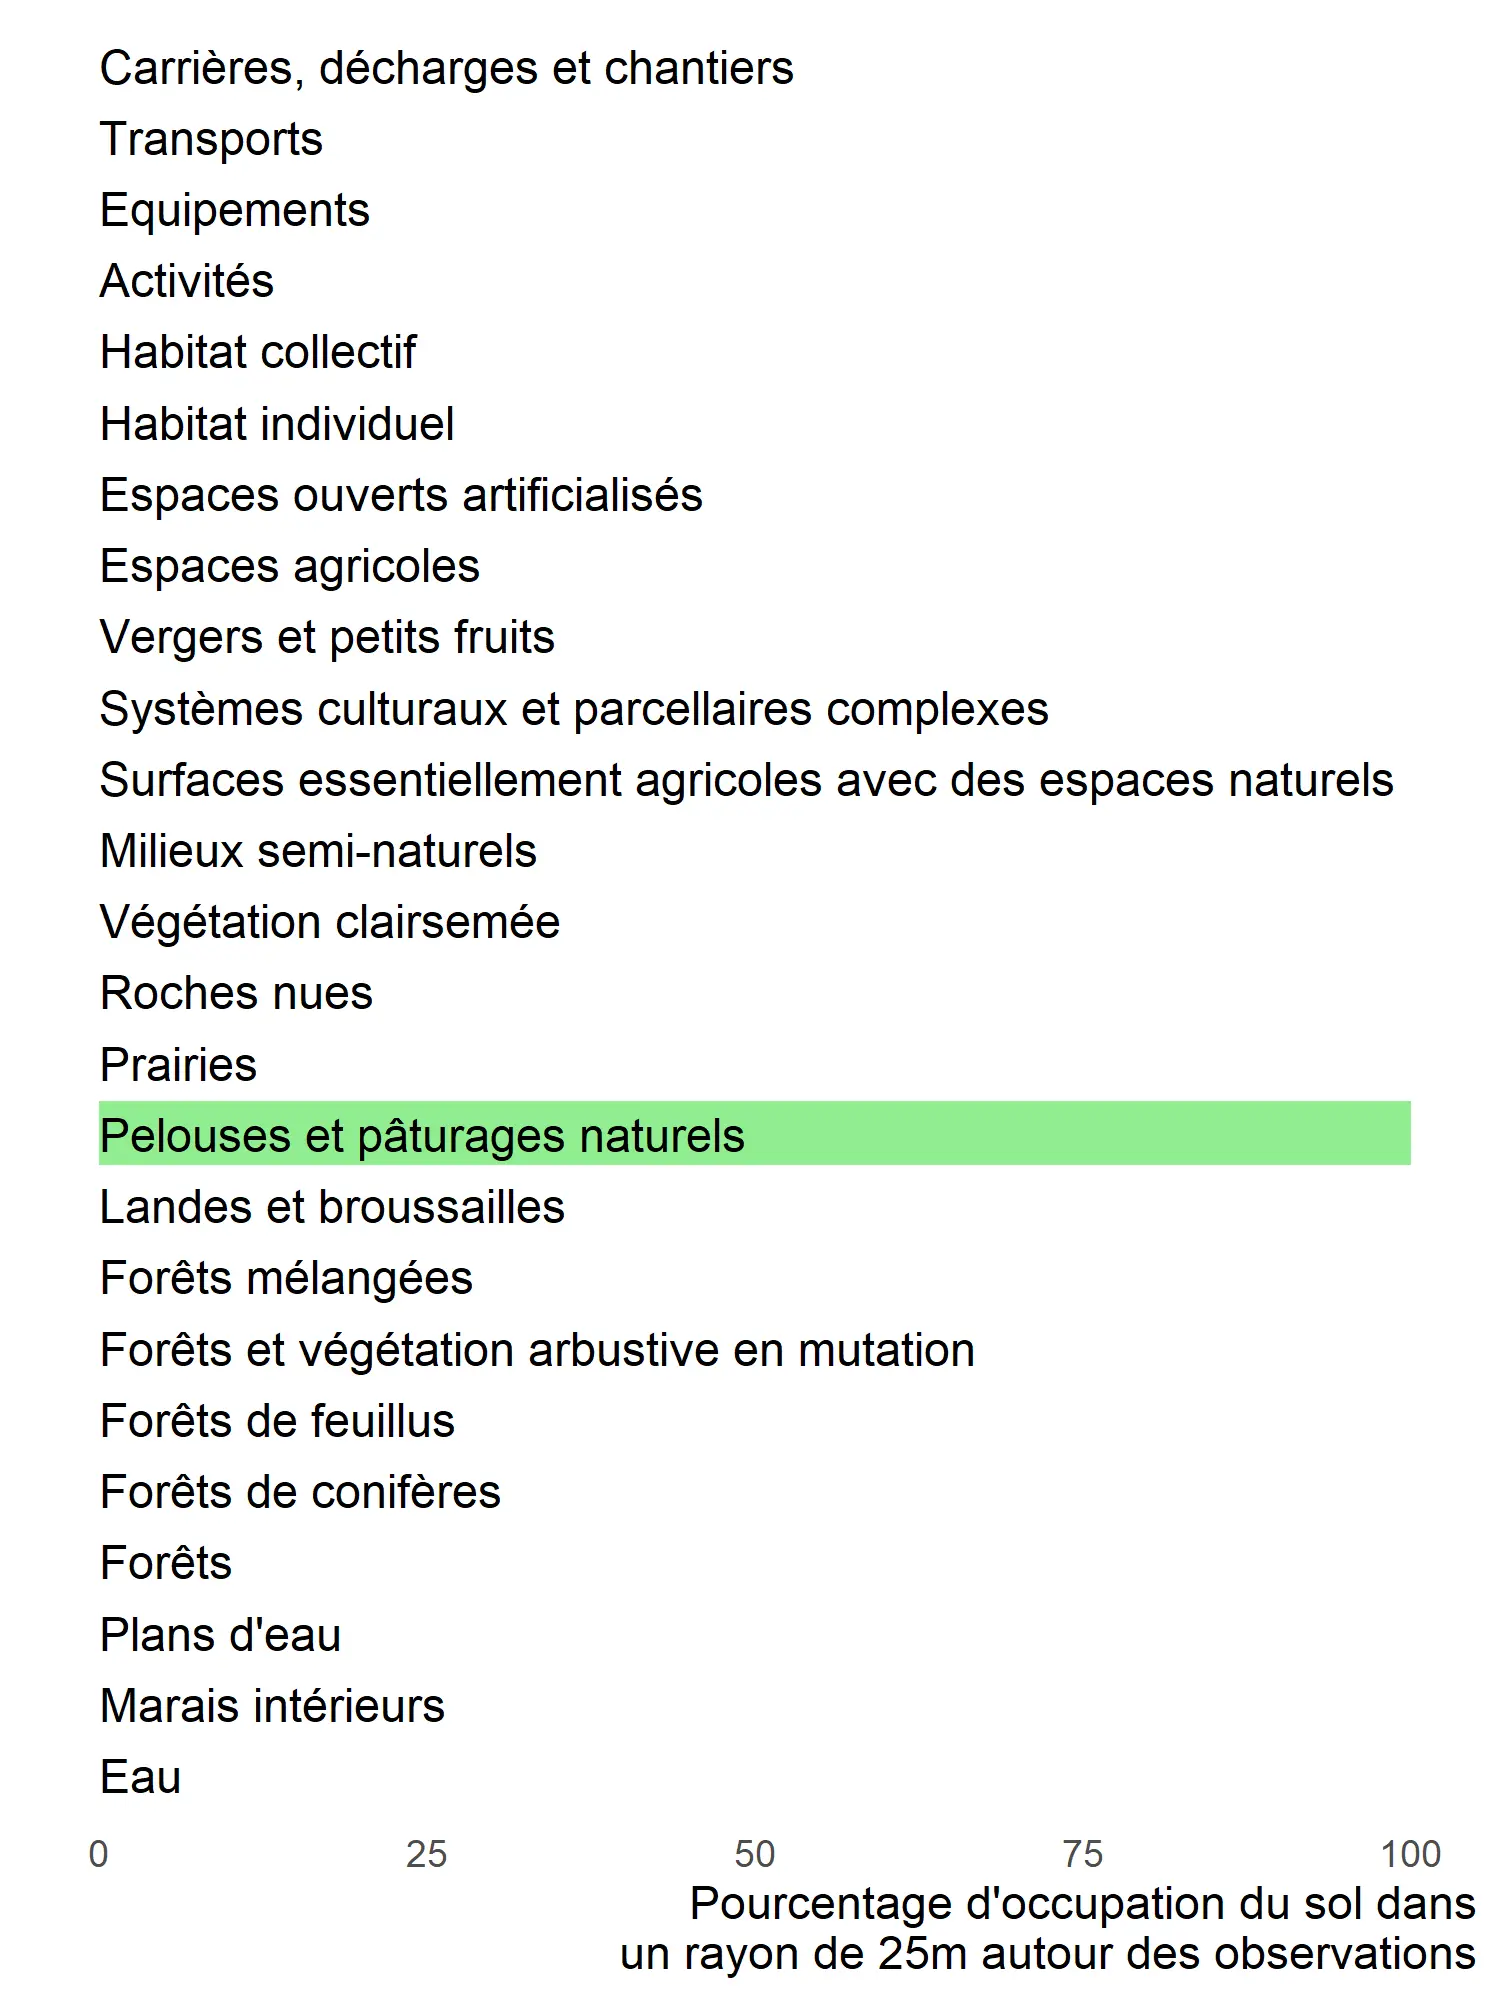 Carrières, décharges et chantiers
Transports
Equipements
Activités
Habitat collectif
Habitat individuel
Espaces ouverts artificialisés
Espaces agricoles
Vergers et petits fruits
Systèmes culturaux et parcellaires complexes
Surfaces essentiellement agricoles avec des espaces naturels
Milieux semi-naturels
Végétation clairsemée
Roches nues
Prairies
Pelouses et pâturages naturels
Landes et broussailles
Forêts mélangées
Forêts et végétation arbustive en mutation
Forêts de feuillus
Forêts de conifères
Forêts
Plans d'eau
Marais intérieurs
Eau
0 25 50 75 100
Pourcentage d'occupation du sol dans
un rayon de 25m autour des observations